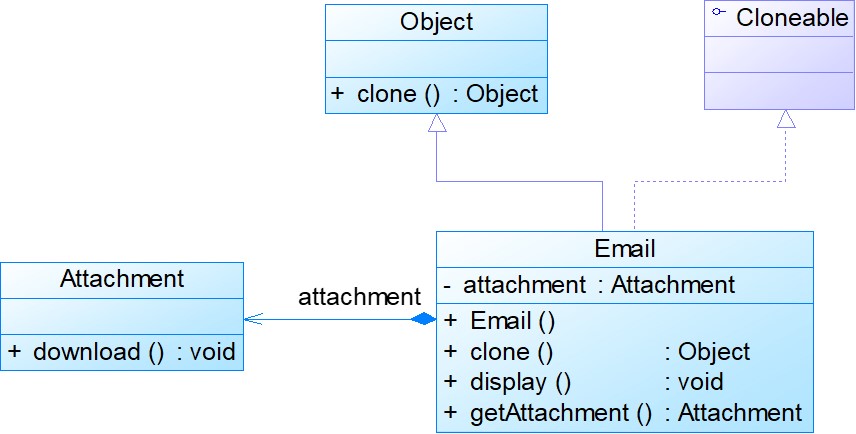 Object
+ clone () : Object
Cloneable
Attachment
+ download () : void
attachment
Email
- attachment : Attachment
+ Email ()
+ clone () : Object
+ display () : void
+ getAttachment () : Attachment